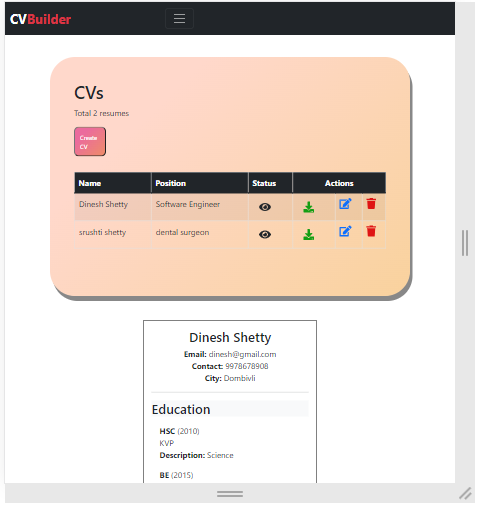 CVBuilder
CVs
Total 2 resumes
Create
CV
Name Position Status Actions
Dinesh Shetty Software Engineer
srushti shetty dental surgeon
Dinesh Shetty
Email: dinesh@gmail.com
Contact: 9978678908
City: Dombivli
Education
HSC (2010)
KVP
Description: Science
BE (2015)